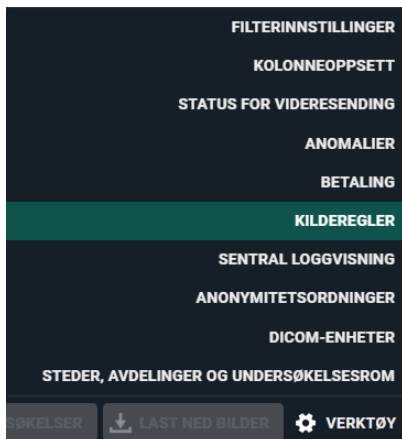 FILTERINNSTILLINGER
KOLONNEOPPSETT
STATUS FOR VIDERESENDING
ANOMALIER
BETALING
KILDEREGLER
SENTRAL LOGGVISNING
ANONYMITETSORDNINGER
DICOM-ENHETER
STEDER, AVDELINGER OG UNDERSØKELSESROM
LAST NED BILDER VERKTØY